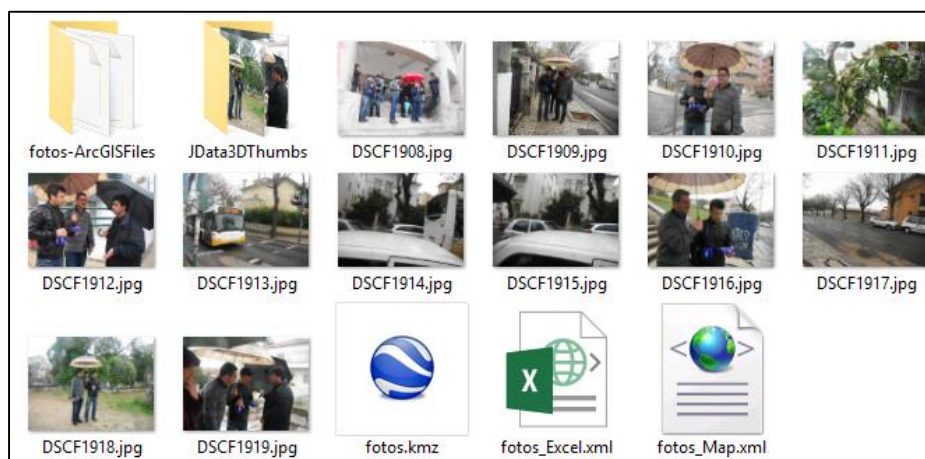 fotos-ArcGISFiles
JData3DThumbs
DSCF1908.jpg
DSCF1909.jpg
DSCF1910.jpg
DSCF1911.jpg
DSCF1912.jpg
DSCF1913.jpg
DSCF1914.jpg
DSCF1915.jpg
DSCF1916.jpg
DSCF1917.jpg
DSCF1918.jpg
DSCF1919.jpg
fotos.kmz
X
fotos_Excel.xml
fotos_Map.xml